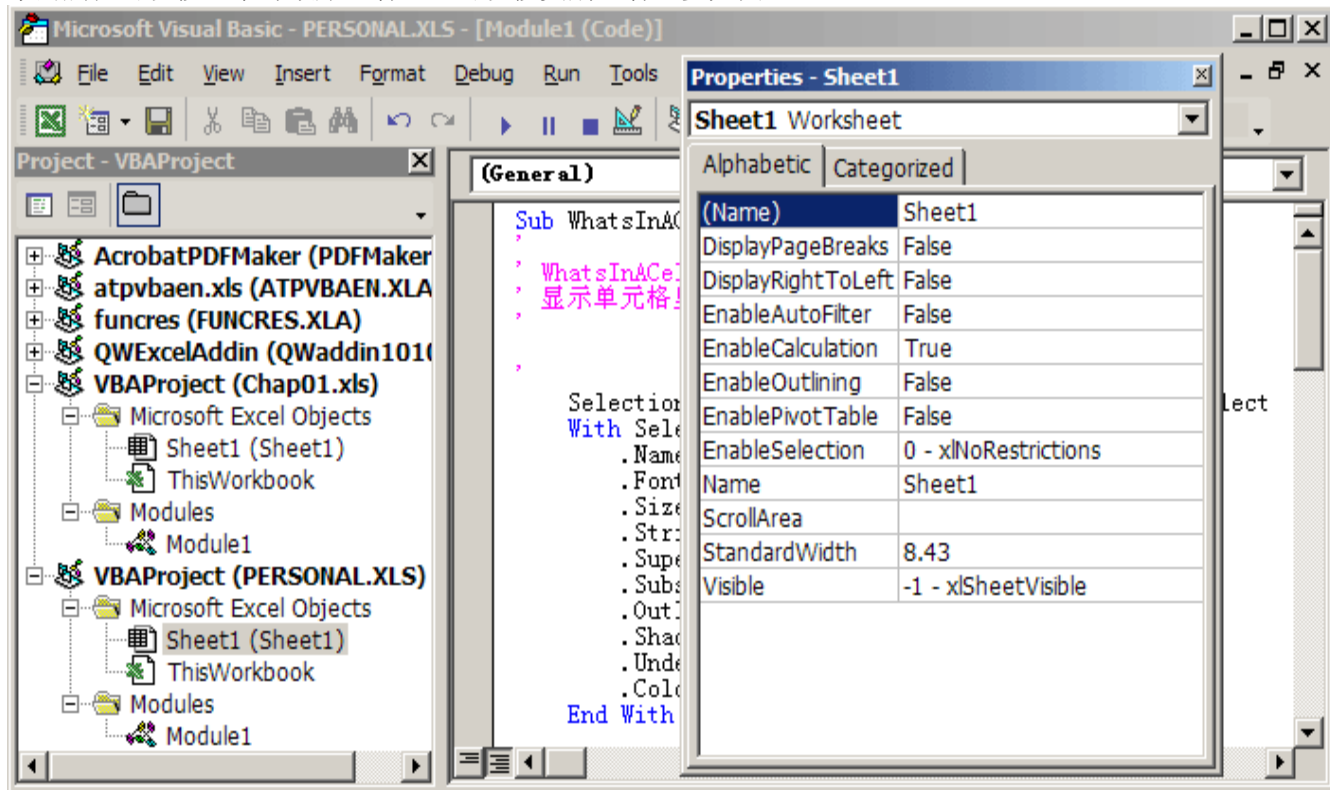 Microsoft Visual Basic - PERSONAL.XLS - [Module1 (Code)]
File Edit View Insert Format Debug Run Tools
Project - VBAProject
AcrobatPDFMaker (PDFMaker
atpvbaen.xls (ATPVBAEN.XLA
funcres (FUNCRES.XLA)
QWExcelAddin (QWaddin101
VBAProject (Chap01.xls)
Microsoft Excel Objects
Sheet1 (Sheet1)
ThisWorkbook
Modules
Module1
VBAProject (PERSONAL.XLS)
Microsoft Excel Objects
Sheet1 (Sheet1)
ThisWorkbook
Modules
Module1
(General)
Sub WhatsInAC
'
' WhatsInACel
' 显示单元格
'
'
Selection
lect
With Sele
.Name
.Font
.Size
.Stri
.Supe
.Subs
.Outl
.Shad
.Unde
.Colo
End With
Properties - Sheet1
Sheet1 Worksheet
Alphabetic Categorized
(Name) Sheet1
DisplayPageBreaks False
DisplayRightToLeft False
EnableAutoFilter False
EnableCalculation True
EnableOutlining False
EnablePivotTable False
EnableSelection 0 - xlNoRestrictions
Name Sheet1
ScrollArea
StandardWidth 8.43
Visible -1 - xlSheetVisible